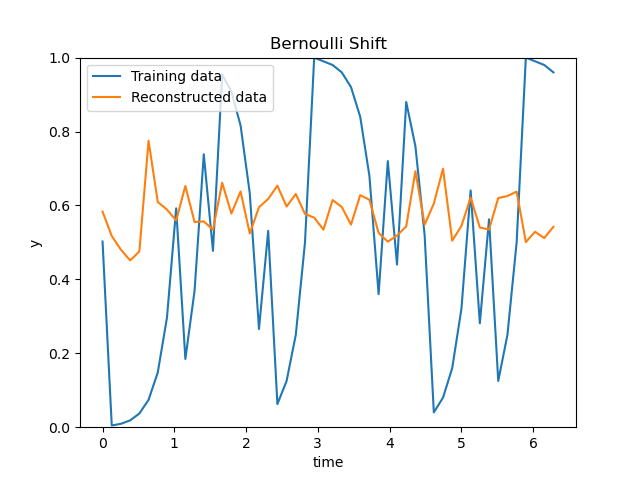 Bernoulli Shift
Training data
Reconstructed data
y
1.0
0.8
0.6
0.4
0.2
0.0
0 1 2 3 4 5 6
time